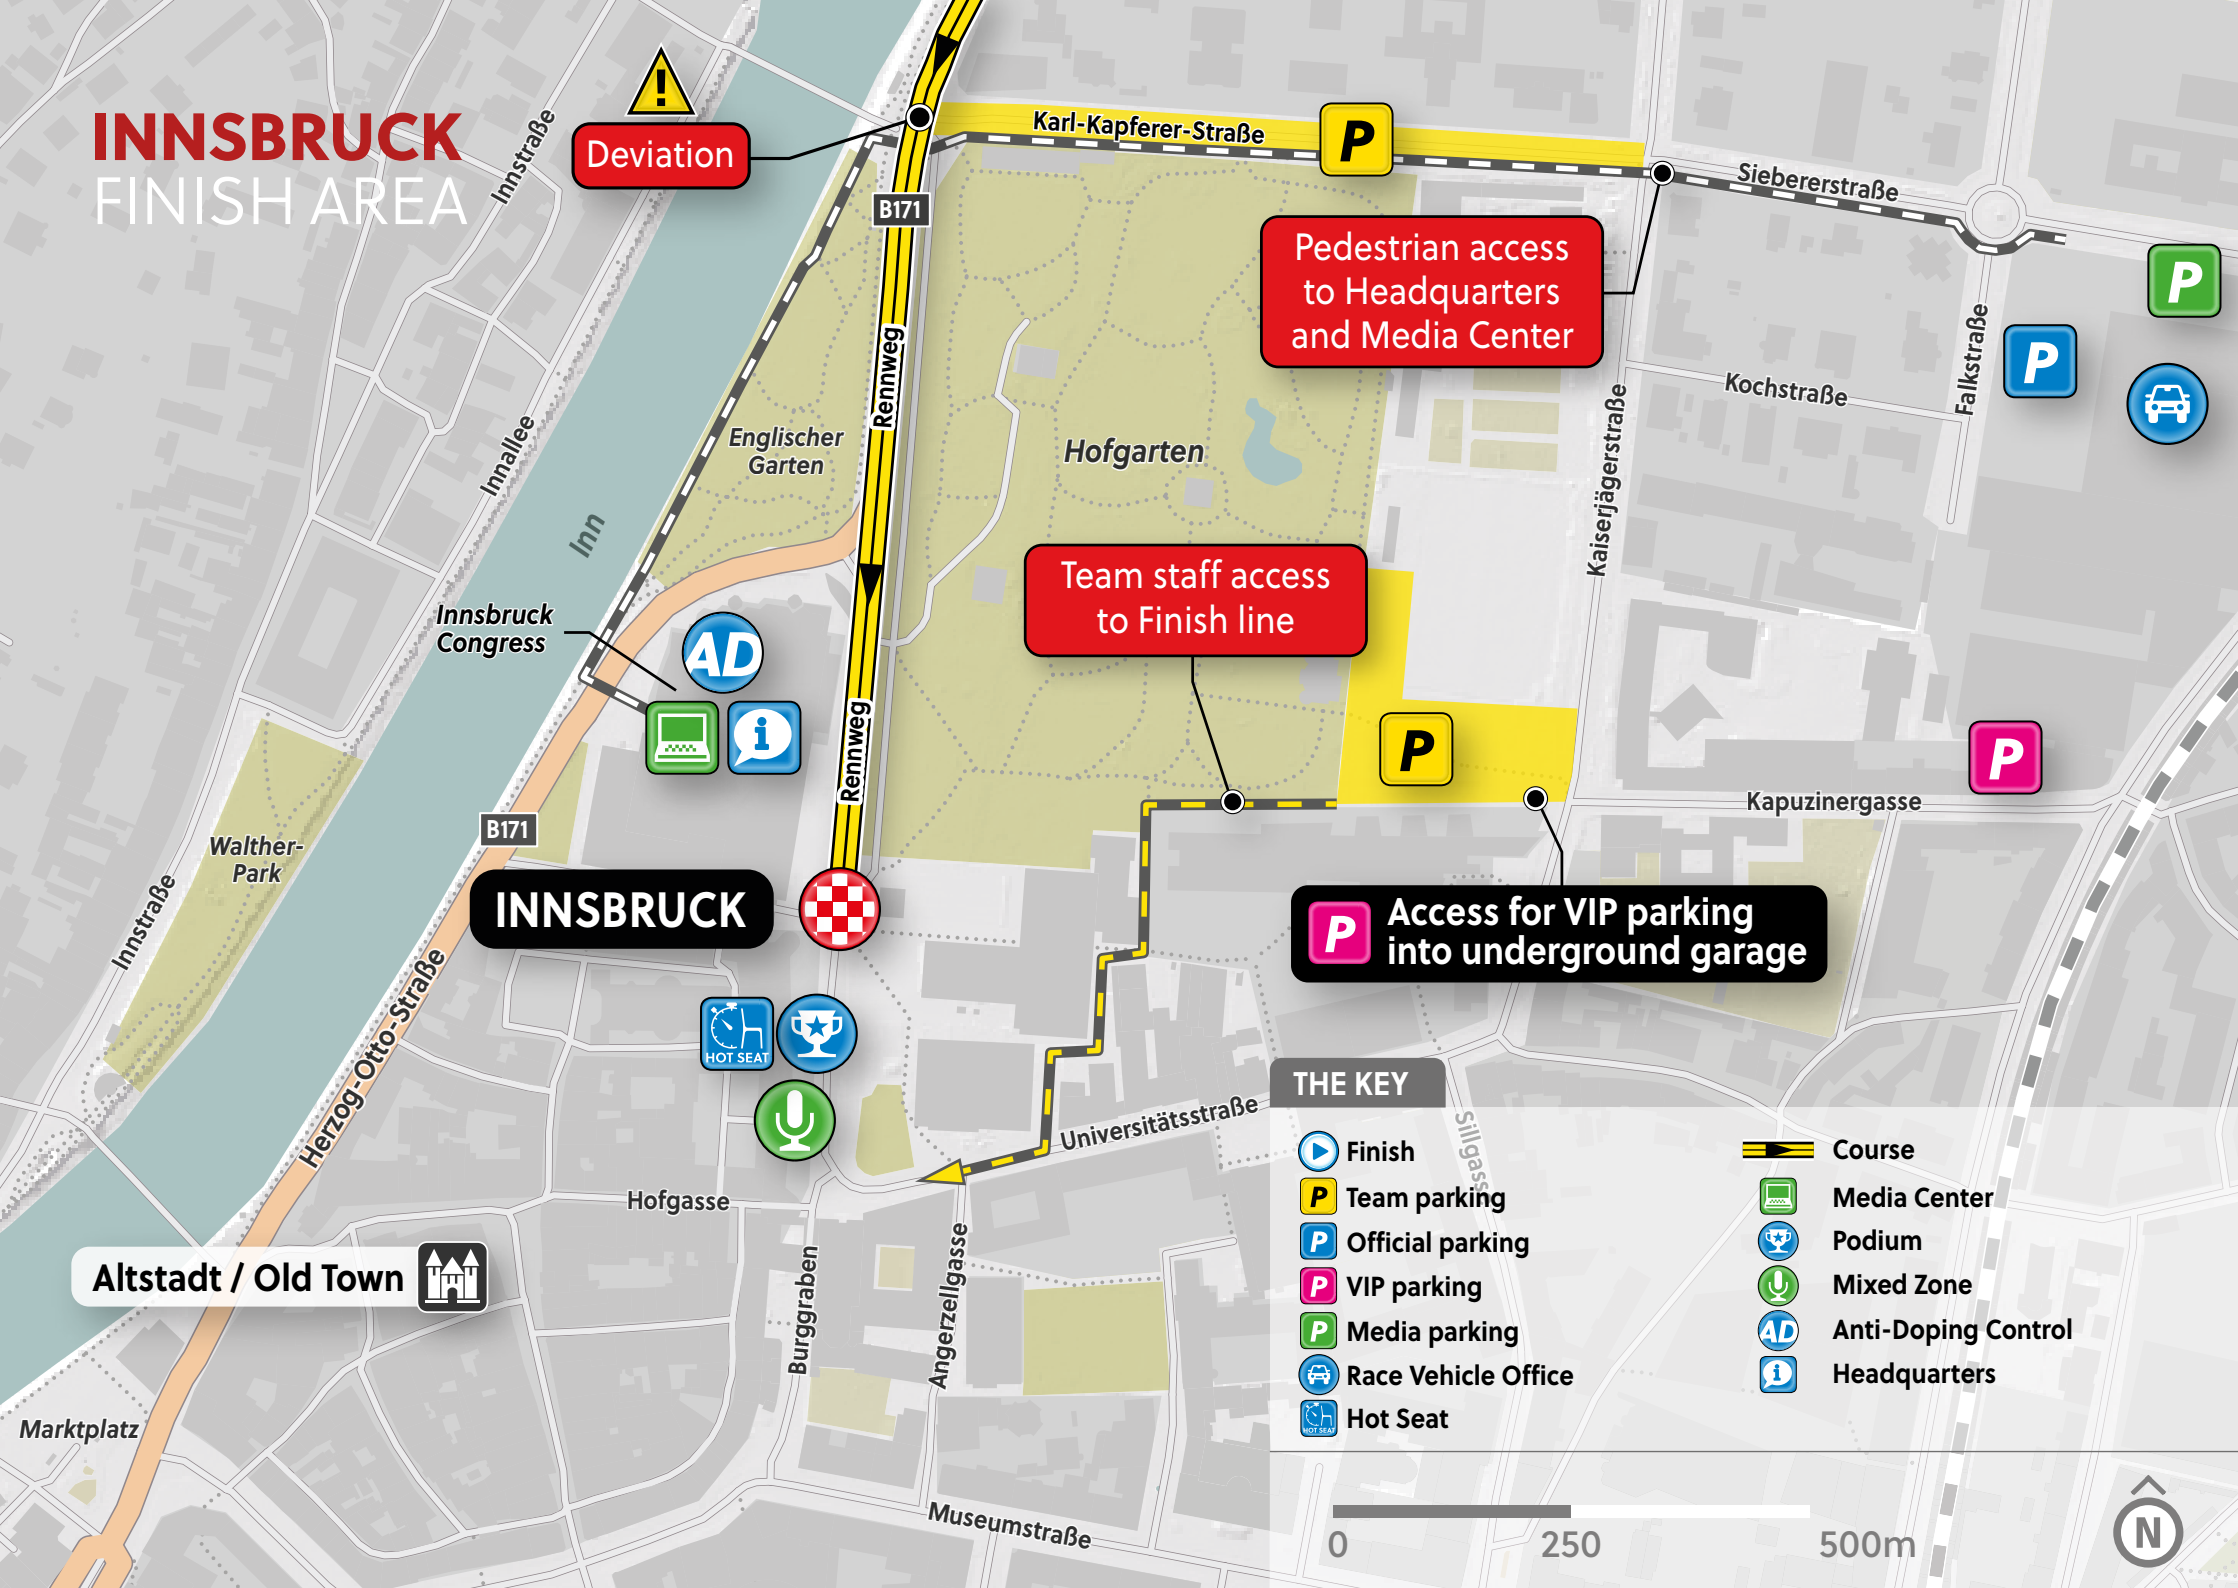 INNSBRUCK
FINISH AREA
!
Deviation
Innstraße
Karl-Kapferer-Straße
P
Siebererstraße
B171
Pedestrian access
to Headquarters
and Media Center
P
P
Falkstraße
Kochstraße
Rennweg
Kaiserjägerstraße
Englischer
Garten
Hofgarten
Innallee
Inn
Team staff access
to Finish line
Innsbruck
Congress
AD
i
Rennweg
P
P
Kapuzinergasse
B171
Walther-
Park
Innstraße
INNSBRUCK
P
Access for VIP parking
into underground garage
Herzog-Otto-Straße
HOT SEAT
Universitätsstraße
Hofgasse
Altstadt / Old Town
Burggraben
Angerzellgasse
Marktplatz
Museumstraße
Sillgass
THE KEY
Finish
P Team parking
P Official parking
P VIP parking
P Media parking
Race Vehicle Office
HOT SEAT Hot Seat
Course
Media Center
Podium
Mixed Zone
AD Anti-Doping Control
i Headquarters
0 250 500m
N